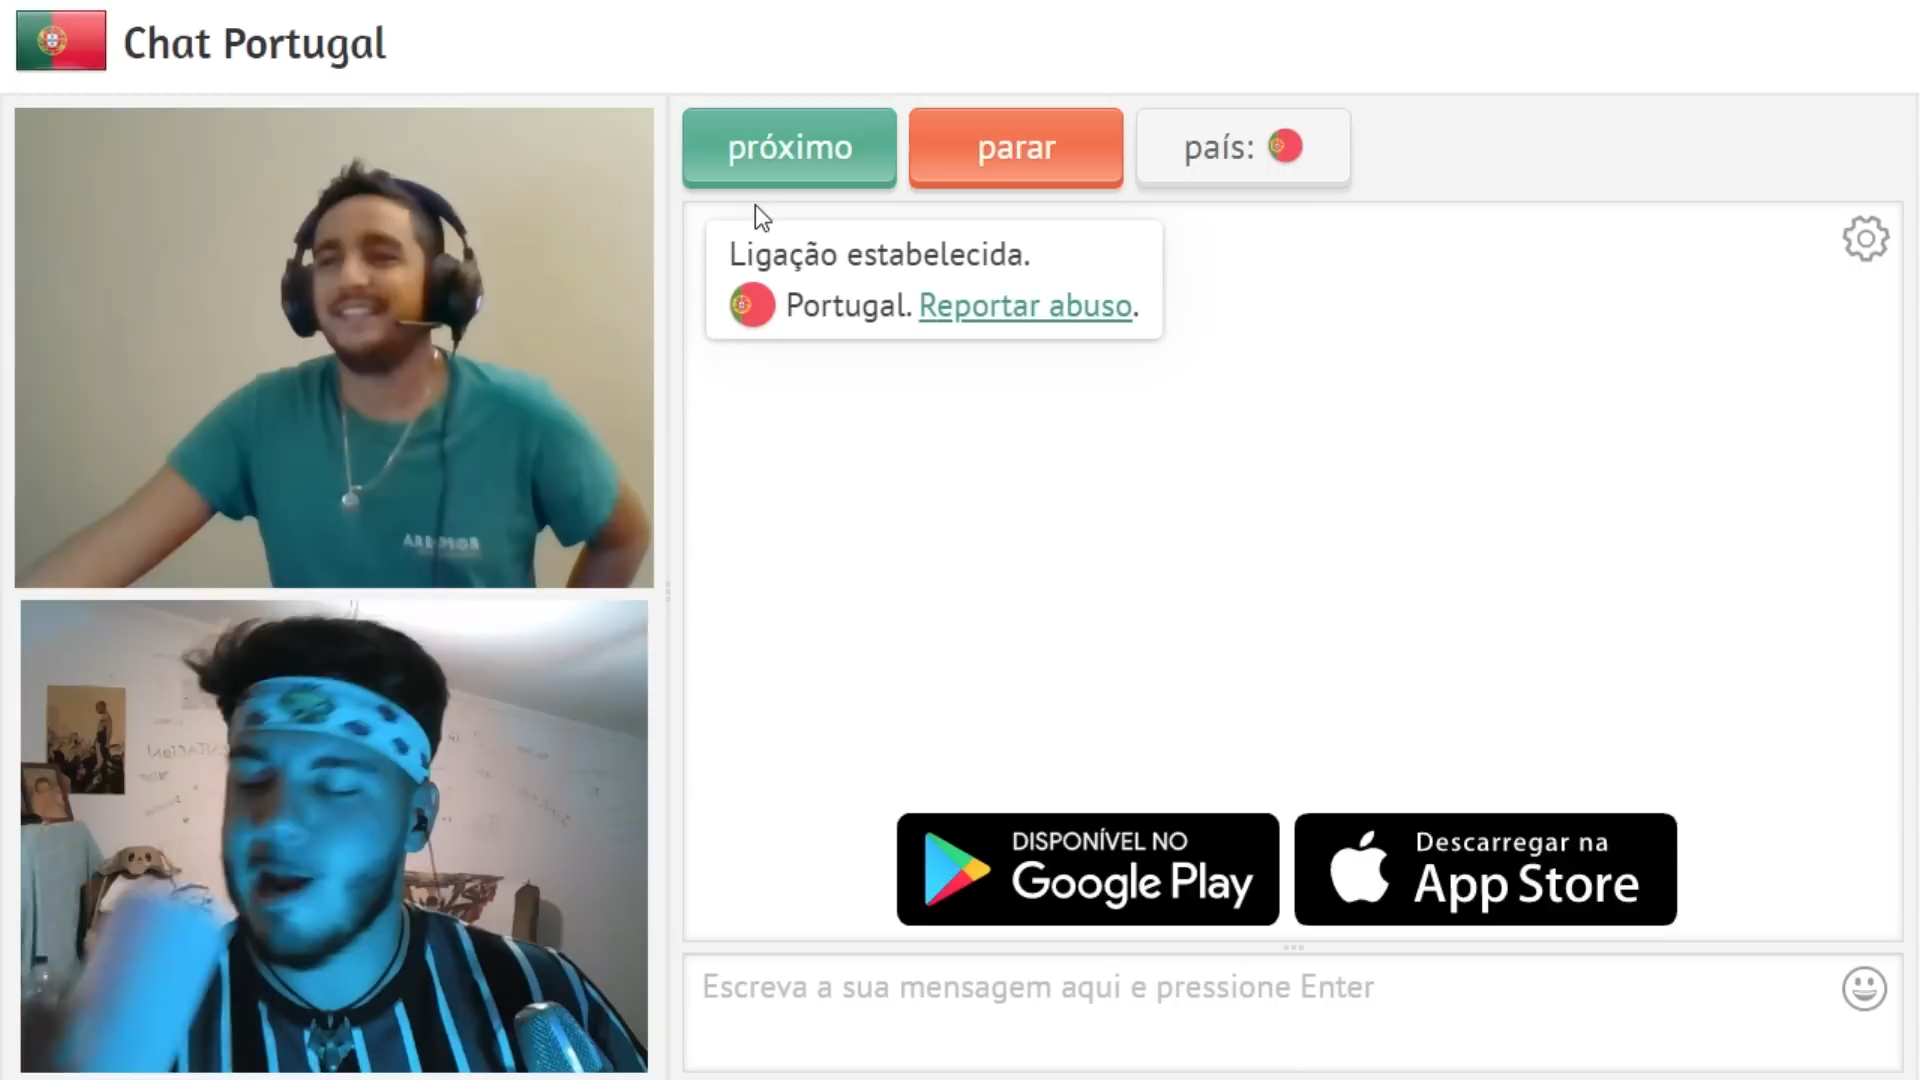 Chat Portugal
próximo
parar
país:
Ligação estabelecida.
Portugal. Reportar abuso.
DISPONÍVEL NO
Google Play
Descarregar na
App Store
Escreva a sua mensagem aqui e pressione Enter